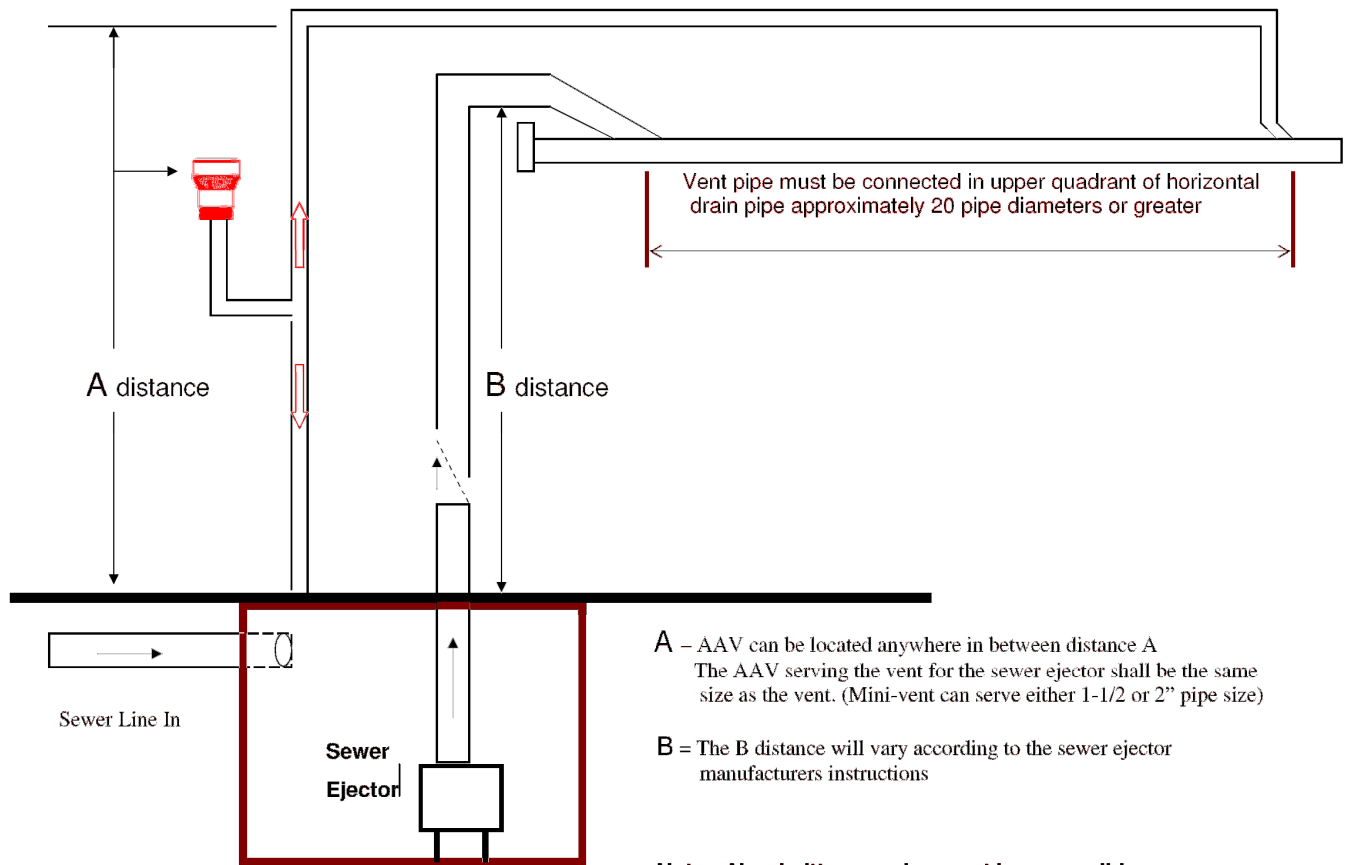 Vent pipe must be connected in upper quadrant of horizontal
drain pipe approximately 20 pipe diameters or greater
A distance
B distance
Sewer Line In
Sewer
Ejector
A – AAV can be located anywhere in between distance A
The AAV serving the vent for the sewer ejector shall be the same
size as the vent. (Mini-vent can serve either 1-1/2 or 2” pipe size)
B = The B distance will vary according to the sewer ejector
manufacturers instructions